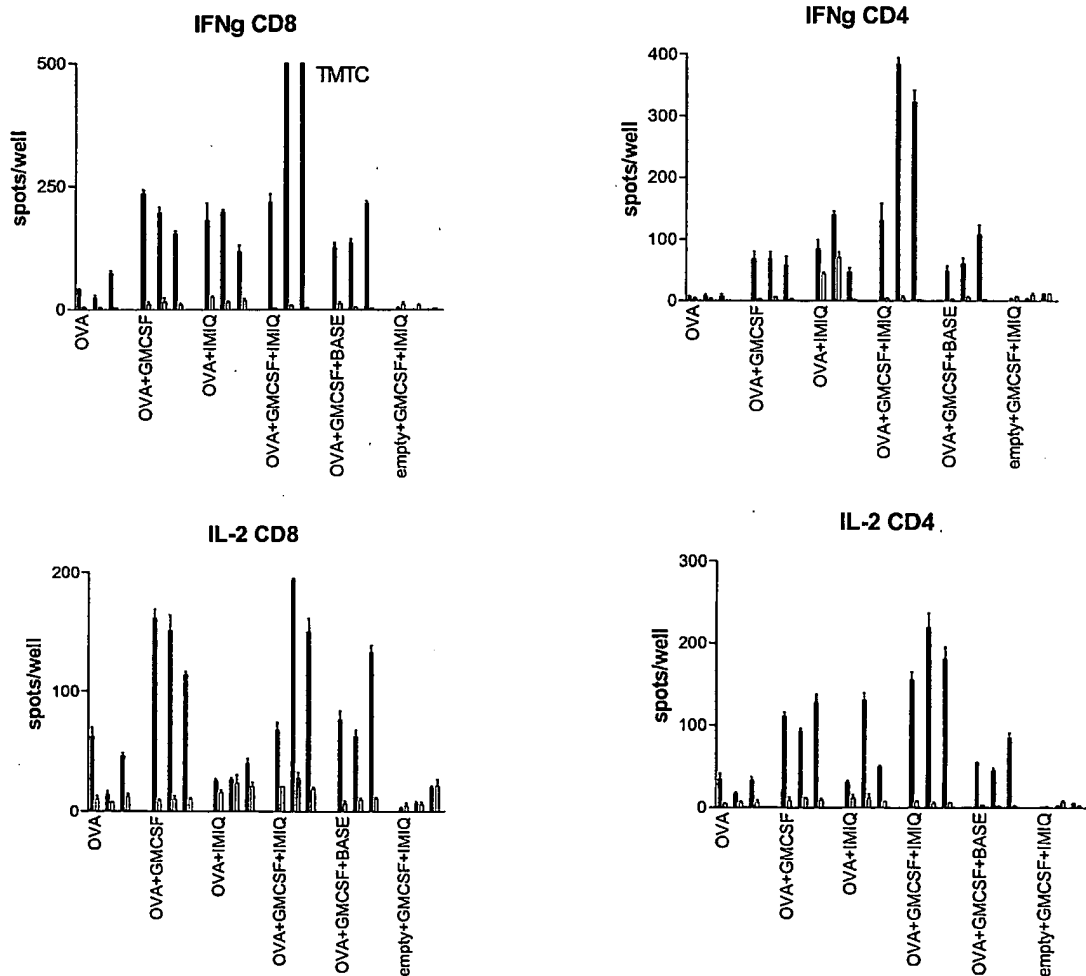 IFNg CD8
spots/well
500
250
0
TMTC
OVA
OVA+GMCSF
OVA+IMIQ
OVA+GMCSF+IMIQ
OVA+GMCSF+BASE
empty+GMCSF+IMIQ
IFNg CD4
spots/well
400
300
200
100
0
OVA
OVA+GMCSF
OVA+IMIQ
OVA+GMCSF+IMIQ
OVA+GMCSF+BASE
empty+GMCSF+IMIQ
IL-2 CD8
spots/well
200
100
0
OVA
OVA+GMCSF
OVA+IMIQ
OVA+GMCSF+IMIQ
OVA+GMCSF+BASE
empty+GMCSF+IMIQ
IL-2 CD4
spots/well
300
200
100
0
OVA
OVA+GMCSF
OVA+IMIQ
OVA+GMCSF+IMIQ
OVA+GMCSF+BASE
empty+GMCSF+IMIQ